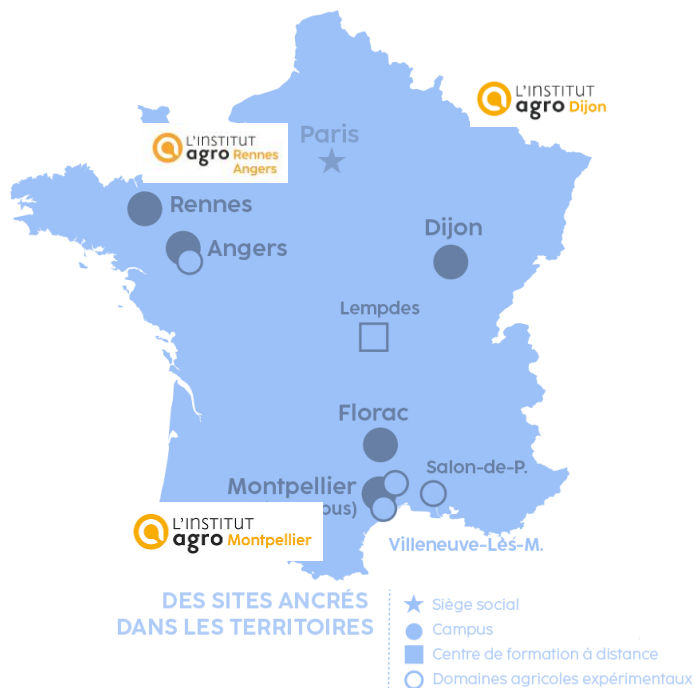 L'INSTITUT
agro Dijon
Paris
L'INSTITUT
agro Rennes
Angers
Rennes
Angers
Dijon
Lempdes
Florac
Salon-de-P.
Montpellier
L'INSTITUT
agro Montpellier
Villeneuve-Lès-M.
DES SITES ANCRÉS
DANS LES TERRITOIRES
Siège social
Campus
Centre de formation à distance
Domaines agricoles expérimentaux